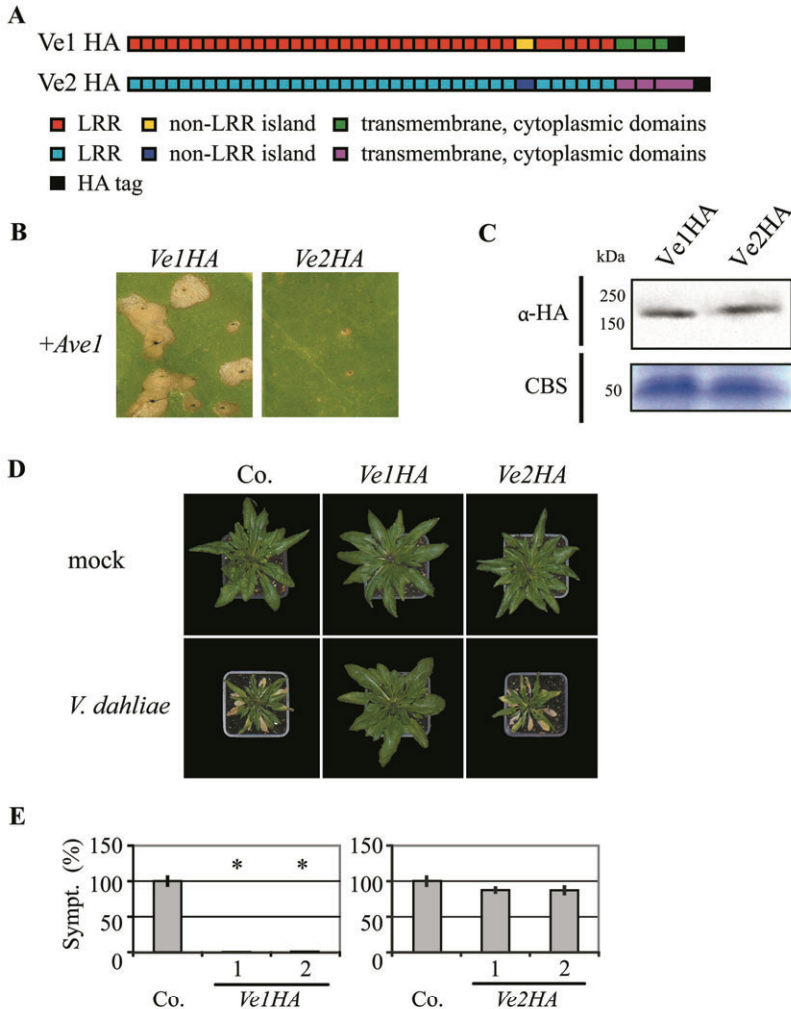 A
Ve1 HA
Ve2 HA
LRR non-LRR island transmembrane, cytoplasmic domains
LRR non-LRR island transmembrane, cytoplasmic domains
HA tag
B
Ve1HA Ve2HA
+Ave1
C
Ve1HA Ve2HA
kDa
α-HA
250
150
CBS
50
D
Co. Ve1HA Ve2HA
mock
V. dahliae
E
Sympt. (%)
150
100
50
0
* *
1 2
Co. Ve1HA
150
100
50
0
1 2
Co. Ve2HA